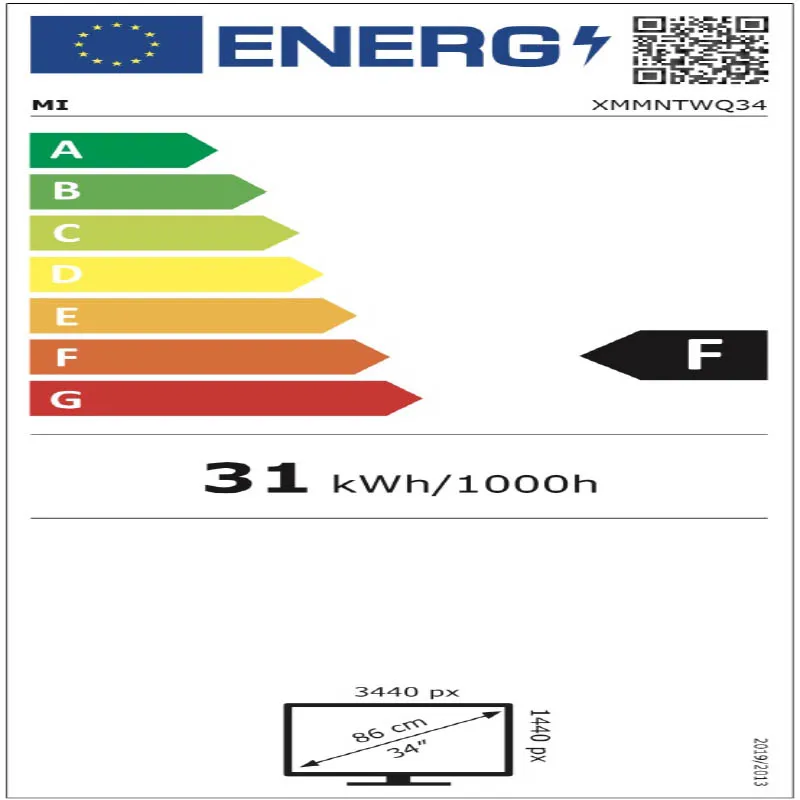 ENERG
MI XMMNTWQ34
A
B
C
D
E
F
F
G
31 kWh/1000h
3440 px
1440 px
86 cm
34"
2019/2013